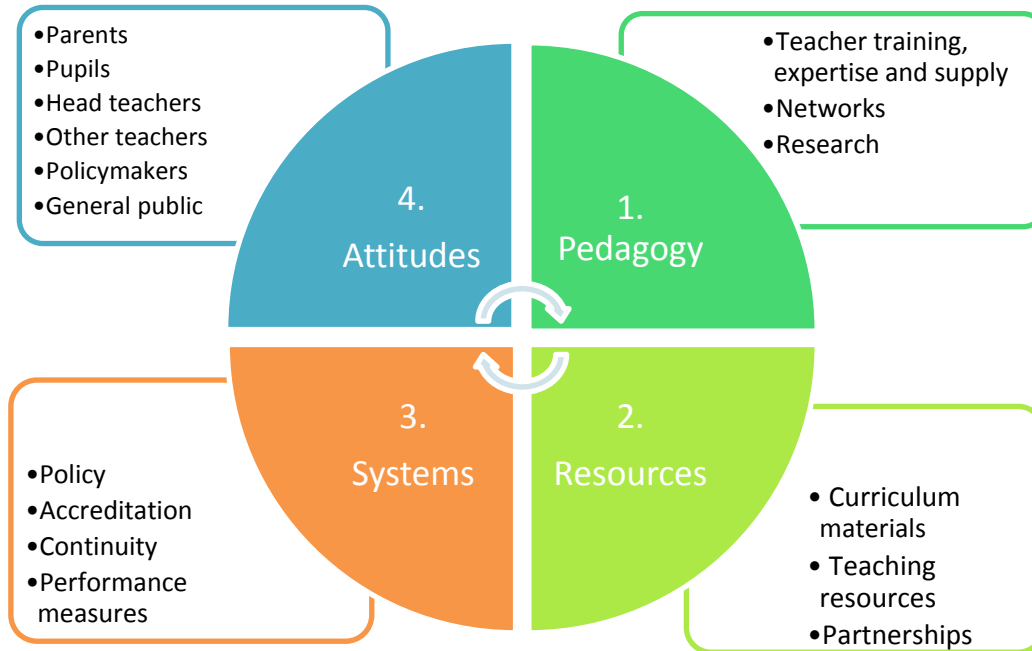 •Parents
•Pupils
•Head teachers
•Other teachers
•Policymakers
•General public
•Teacher training,
expertise and supply
•Networks
•Research
4.
Attitudes
1.
Pedagogy
3.
Systems
2.
Resources
•Policy
•Accreditation
•Continuity
•Performance
measures
• Curriculum
materials
• Teaching
resources
•Partnerships